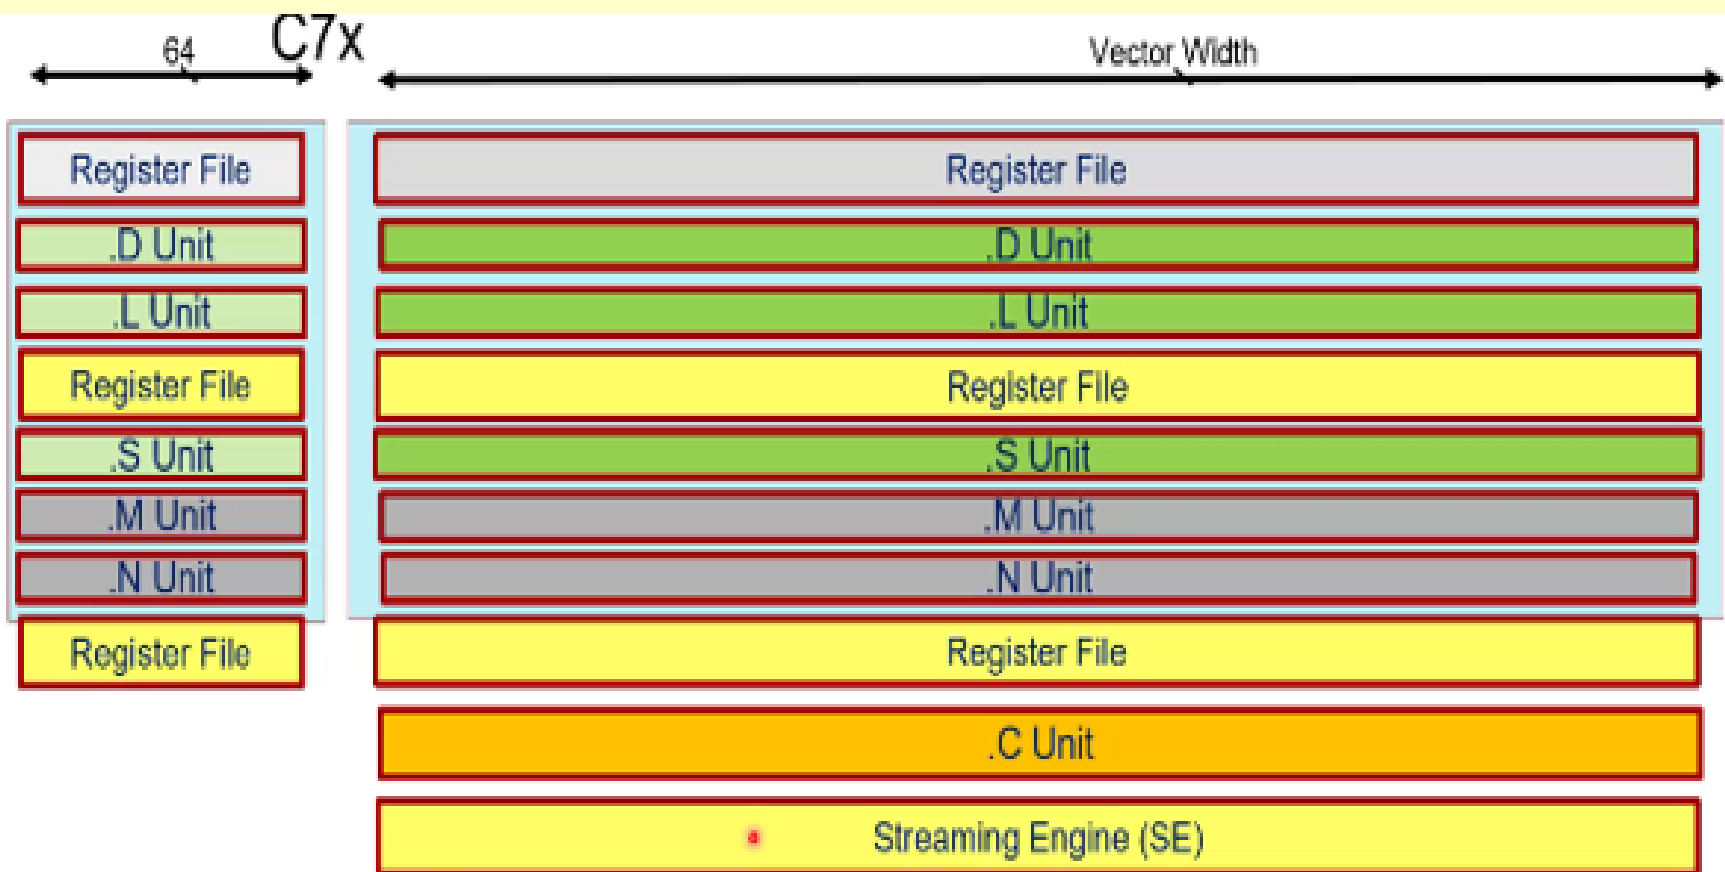 C7x
64
Vector Width
Register File
Register File
.D Unit
.D Unit
.L Unit
.L Unit
Register File
Register File
.S Unit
.S Unit
.M Unit
.M Unit
.N Unit
.N Unit
Register File
Register File
.C Unit
Streaming Engine (SE)